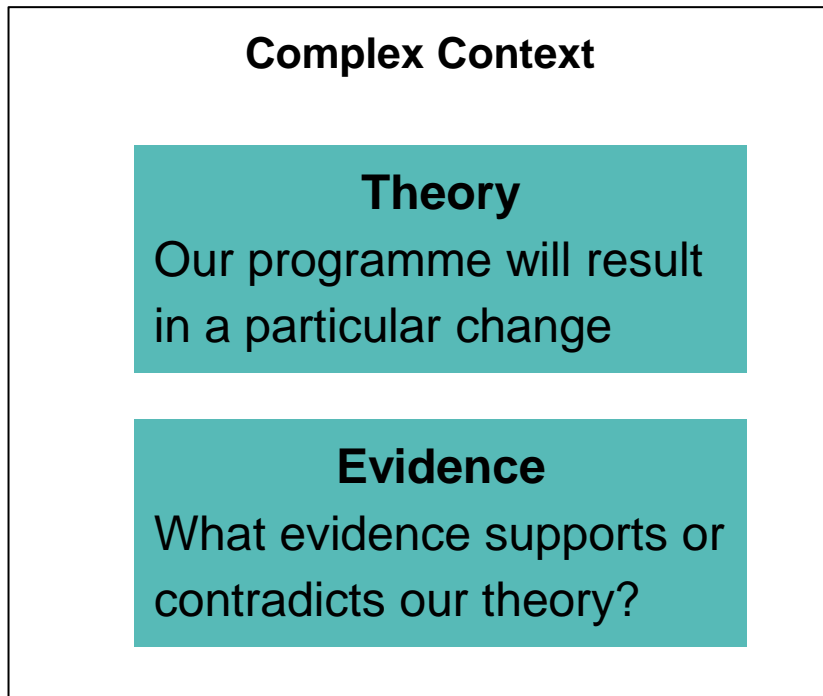 Complex Context
Theory
Our programme will result
in a particular change
Evidence
What evidence supports or
contradicts our theory?